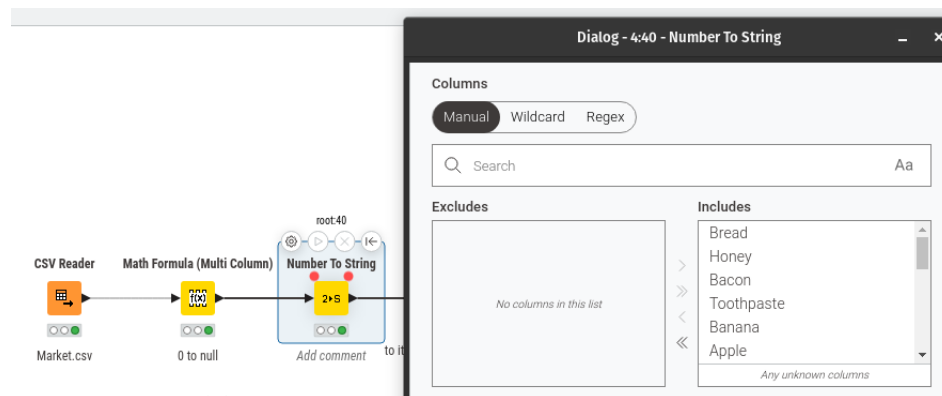 Dialog - 4:40 - Number To String
Columns
Manual Wildcard Regex
Search Aa
Excludes Includes
No columns in this list
Bread
Honey
Bacon
Toothpaste
Banana
Apple
Any unknown columns
root:40
CSV Reader Math Formula (Multi Column) Number To String
f(x) 2 S
Market.csv 0 to null Add comment to it